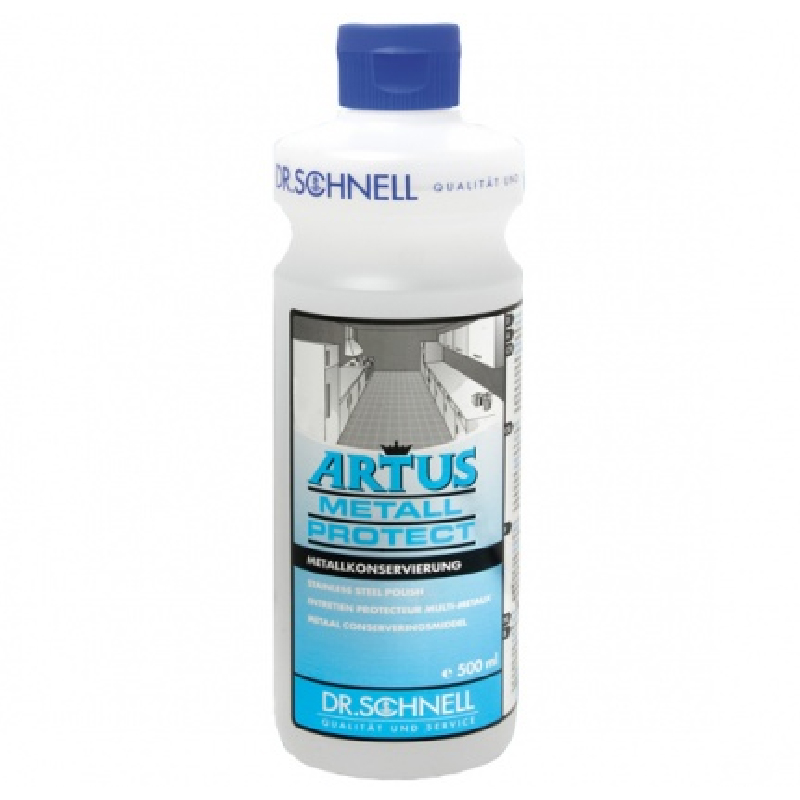 DR.SCHNELL QUALITÄT UND
ARTUS
METALL
PROTECT
METALLKONSERVIERUNG
STAINLESS STEEL POLISH
ENTRETIEN PROTECTEUR MULTI-METAUX
METAAL CONSERVERINGSMIDDEL
e 500 ml
DR.SCHNELL
QUALITÄT UND SERVICE